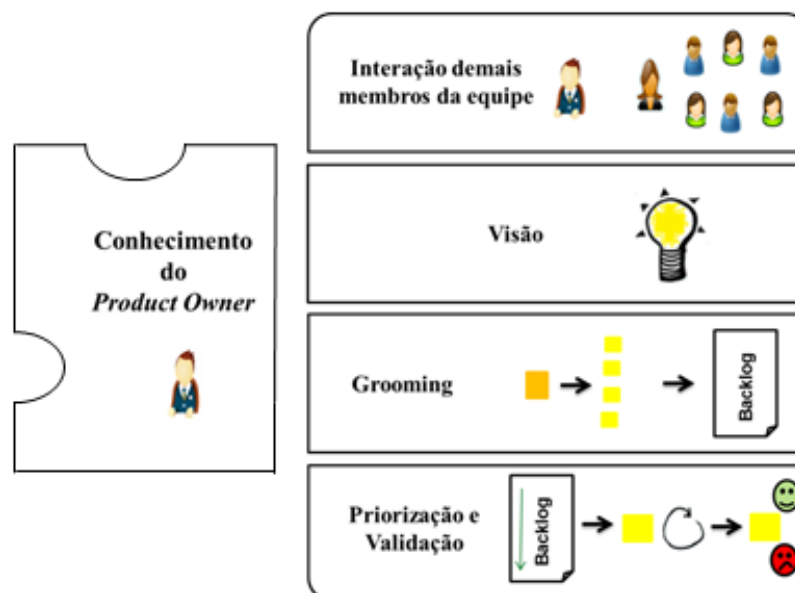 Conhecimento
do
Product Owner
Interação demais
membros da equipe
Visão
Grooming
Backlog
Priorização e
Validação
Backlog